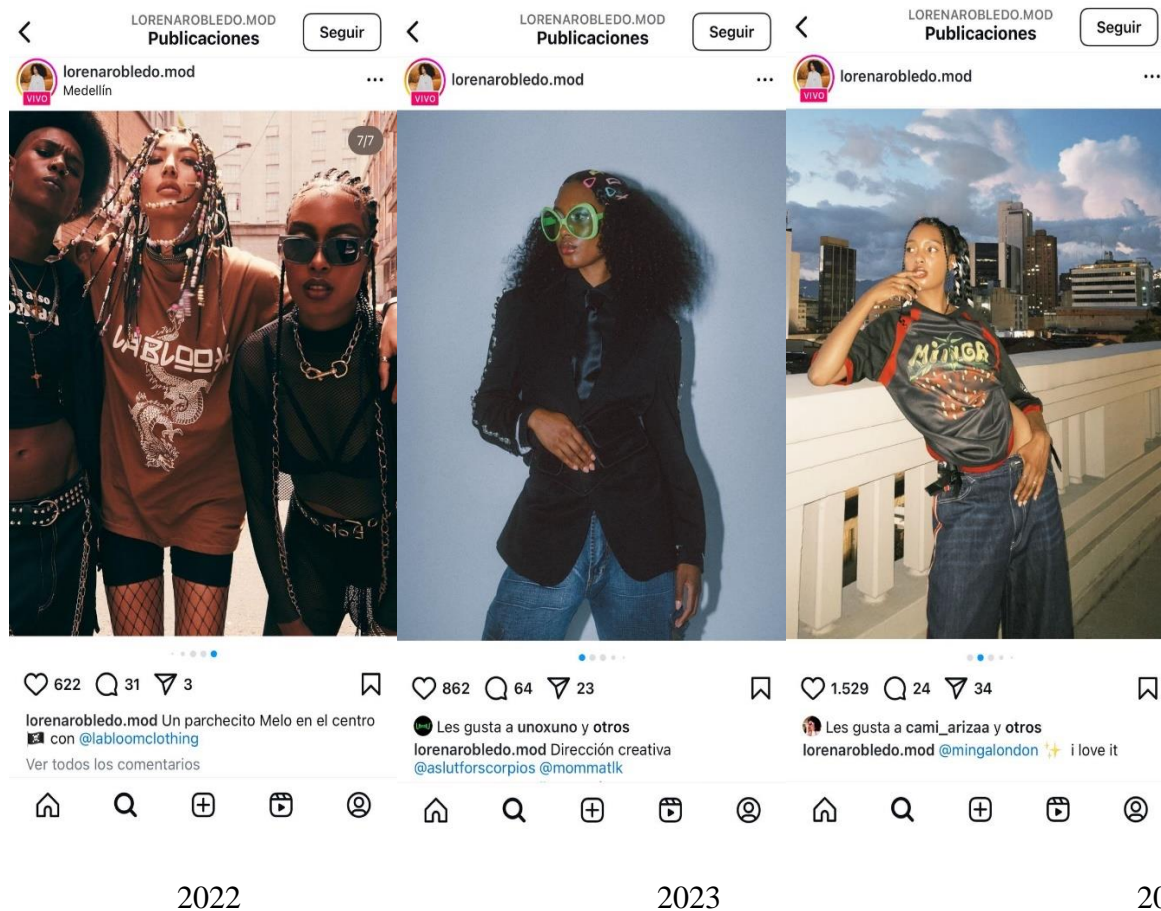 LORENAROBLEDO.MOD
Publicaciones
Seguir
lorenarobledo.mod
Medellín
VIVO
7/7
LABLOOM
622 31 3
lorenarobledo.mod Un parchecito Melo en el centro
con @labloomclothing
Ver todos los comentarios
2022
LORENAROBLEDO.MOD
Publicaciones
Seguir
lorenarobledo.mod
VIVO
862 64 23
Les gusta a unoxuno y otros
lorenarobledo.mod Dirección creativa
@aslutforscorpios @mommatlk
2023
LORENAROBLEDO.MOD
Publicaciones
Seguir
lorenarobledo.mod
VIVO
MINGA
1.529 24 34
Les gusta a cami_arizaa y otros
lorenarobledo.mod @mingalondon i love it